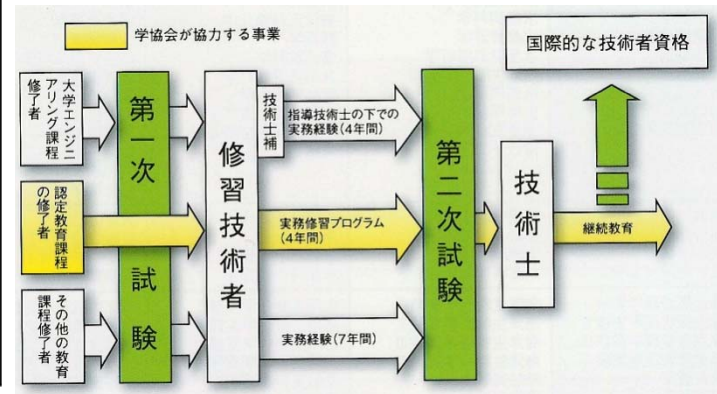 学協会が協力する事業
国際的な技術者資格
大学エンジニ
アリング課程
修了者
第一次試験
修習技術者
技術士補
指導技術士の下での
実務経験(4年間)
第二次試験
技術士
認定教育課程
の修了者
実務修習プログラム
(4年間)
継続教育
その他の教育
課程修了者
実務経験(7年間)